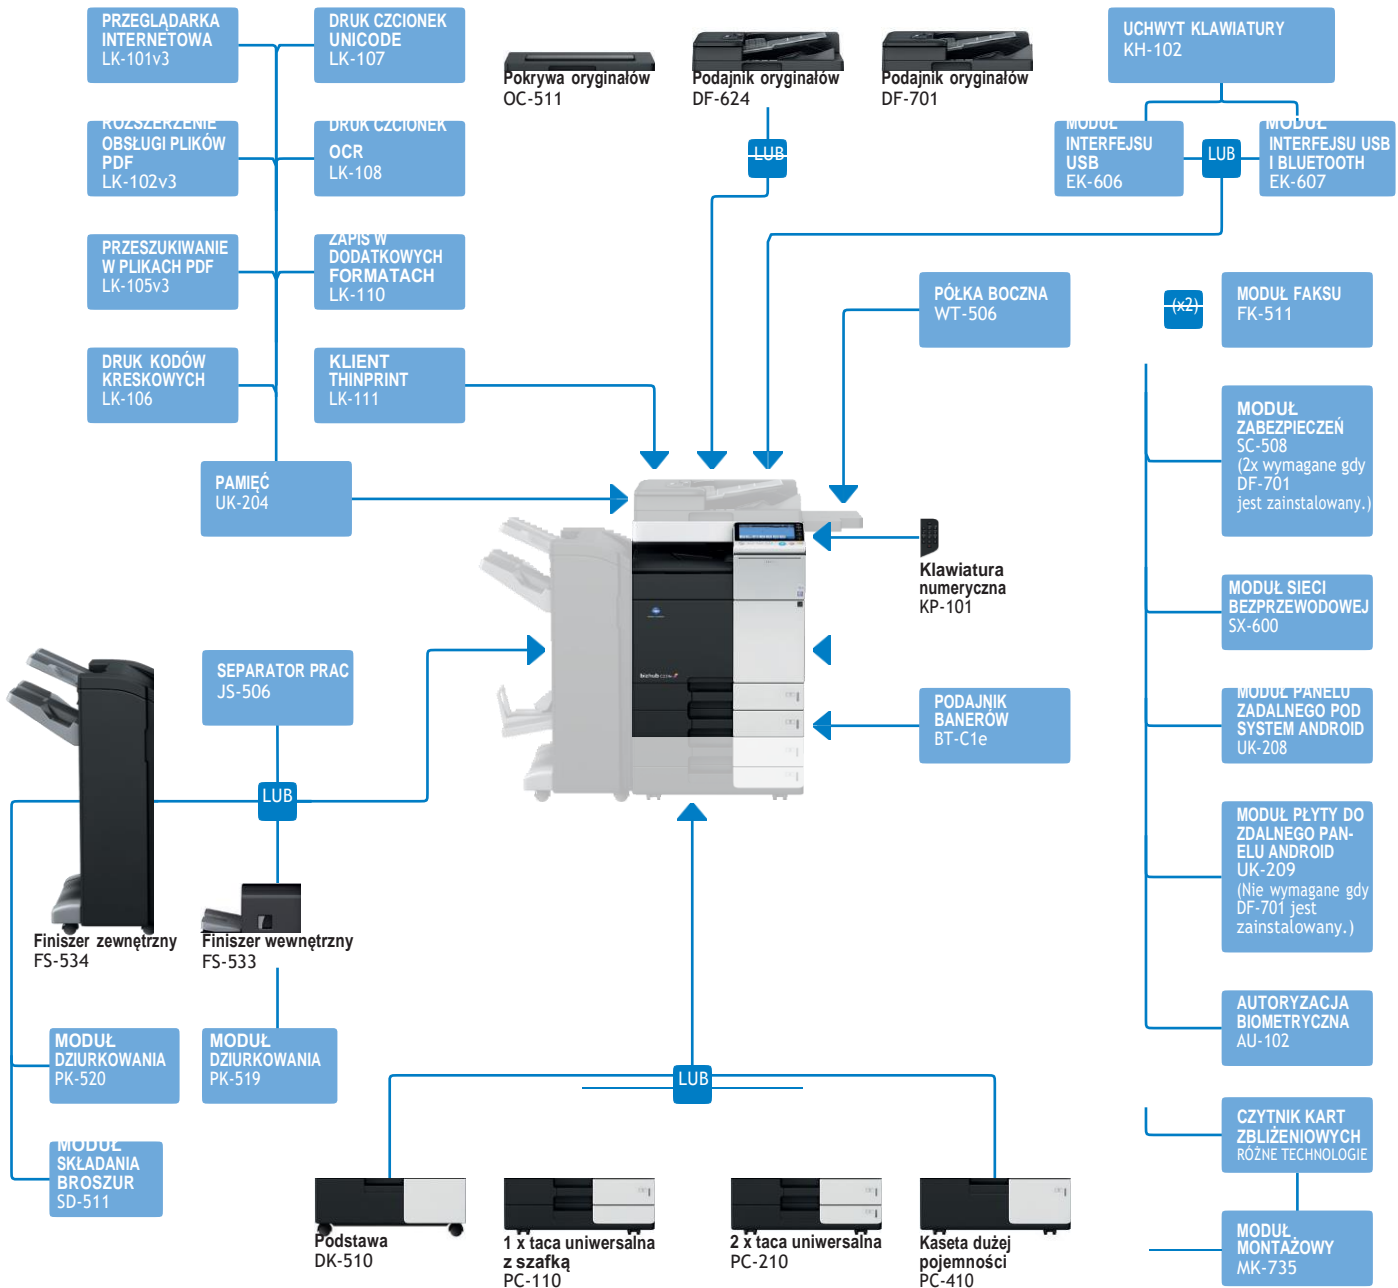 PRZEGLĄDARKA
INTERNETOWA
LK-101v3
DRUK CZCIONEK
UNICODE
LK-107
ROZSZERZENIE
OBSŁUGI PLIKÓW
PDF
LK-102v3
DRUK CZCIONEK
OCR
LK-108
PRZESZUKIWANIE
W PLIKACH PDF
LK-105v3
ZAPIS W
DODATKOWYCH
FORMATACH
LK-110
DRUK KODÓW
KRESKOWYCH
LK-106
KLIENT
THINPRINT
LK-111
PAMIĘĆ
UK-204
Pokrywa oryginałów
OC-511
Podajnik oryginałów
DF-624
Podajnik oryginałów
DF-701
LUB
UCHWYT KLAWIATURY
KH-102
MODUŁ
INTERFEJSU
USB
EK-606
LUB
MODUŁ
INTERFEJSU USB
I BLUETOOTH
EK-607
PÓŁKA BOCZNA
WT-506
(x2)
MODUŁ FAKSU
FK-511
MODUŁ
ZABEZPIECZEŃ
SC-508
(2x wymagane gdy
DF-701
jest zainstalowany.)
Klawiatura
numeryczna
KP-101
MODUŁ SIECI
BEZPRZEWODOWEJ
SX-600
bizhub
SEPARATOR PRAC
JS-506
PODAJNIK
BANERÓW
BT-C1e
MODUŁ PANELU
ZADALNEGO POD
SYSTEM ANDROID
UK-208
LUB
MODUŁ PŁYTY DO
ZDALNEGO PAN-
ELU ANDROID
UK-209
(Nie wymagane gdy
DF-701 jest
zainstalowany.)
Finiszer zewnętrzny
FS-534
Finiszer wewnętrzny
FS-533
AUTORYZACJA
BIOMETRYCZNA
AU-102
MODUŁ
DZIURKOWANIA
PK-520
MODUŁ
DZIURKOWANIA
PK-519
LUB
CZYTNIK KART
ZBLIŻENIOWYCH
RÓŻNE TECHNOLOGIE
MODUŁ
SKŁADANIA
BROSZUR
SD-511
Podstawa
DK-510
1 x taca uniwersalna
z szafką
PC-110
2 x taca uniwersalna
PC-210
Kaseta dużej
pojemności
PC-410
MODUŁ
MONTAŻOWY
MK-735